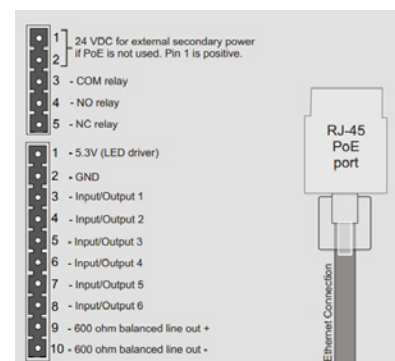 1
24 VDC for external secondary power
if PoE is not used. Pin 1 is positive.
2
3 - COM relay
4 - NO relay
5 - NC relay
1 - 5.3V (LED driver)
2 - GND
3 - Input/Output 1
4 - Input/Output 2
5 - Input/Output 3
6 - Input/Output 4
7 - Input/Output 5
8 - Input/Output 6
9 - 600 ohm balanced line out +
10 - 600 ohm balanced line out -
RJ-45
PoE
port
Ethernet Connection